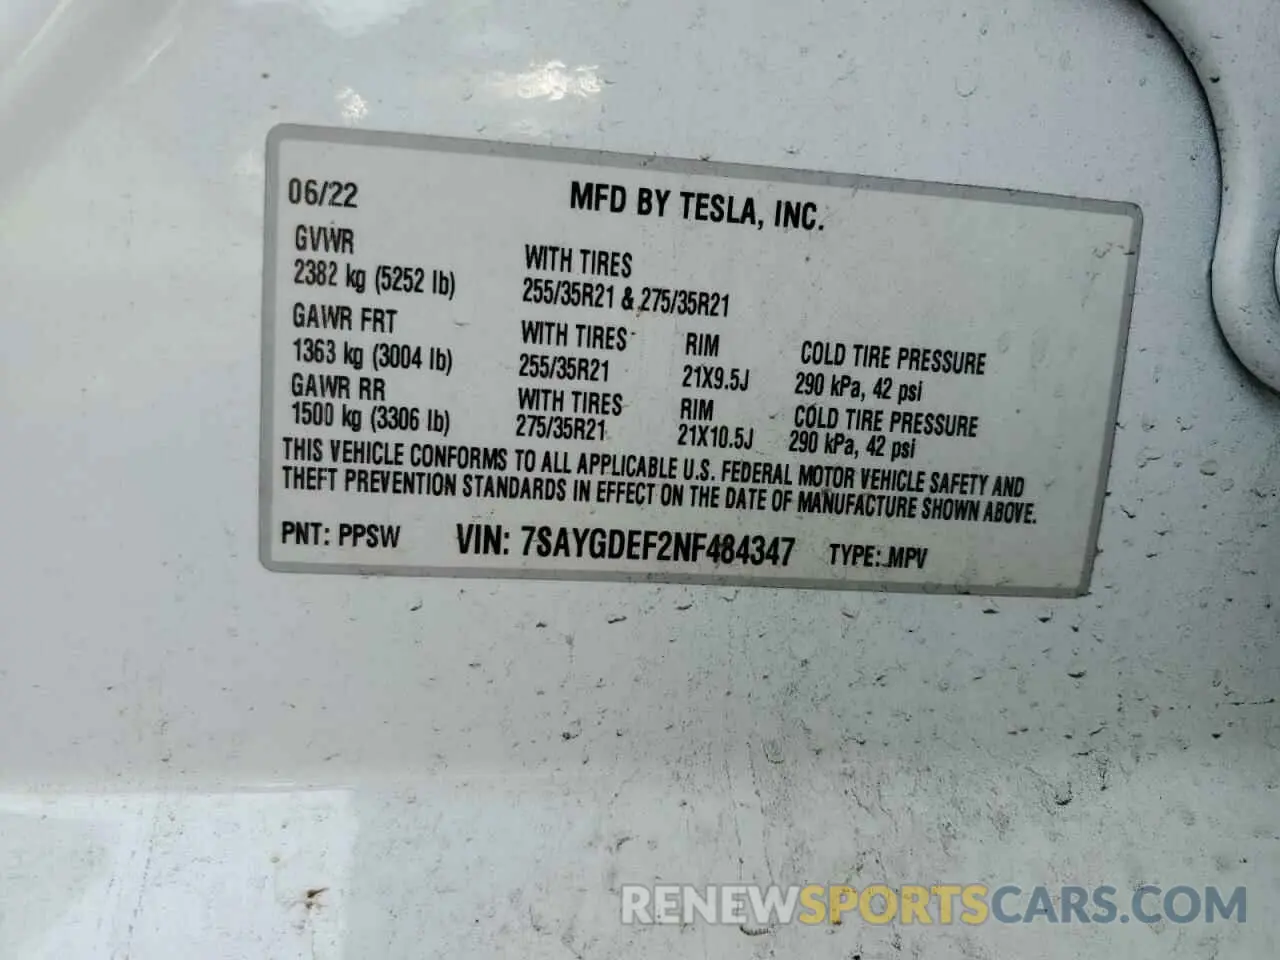 06/22 MFD BY TESLA, INC.
GVWR WITH TIRES
2382 kg (5252 lb) 255/35R21 & 275/35R21
GAWR FRT WITH TIRES RIM COLD TIRE PRESSURE
1363 kg (3004 lb) 255/35R21 21X9.5J 290 kPa, 42 psi
GAWR RR WITH TIRES RIM COLD TIRE PRESSURE
1500 kg (3306 lb) 275/35R21 21X10.5J 290 kPa, 42 psi
THIS VEHICLE CONFORMS TO ALL APPLICABLE U.S. FEDERAL MOTOR VEHICLE SAFETY AND
THEFT PREVENTION STANDARDS IN EFFECT ON THE DATE OF MANUFACTURE SHOWN ABOVE.
PNT: PPSW VIN: 7SAYGDEF2NF484347 TYPE: MPV
RENEWSPORTSCARS.COM